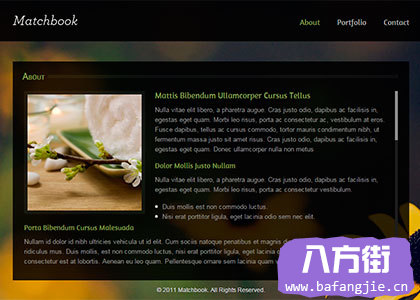 Matchbook
About Portfolio Contact
About
Mattis Bibendum Ullamcorper Cursus Tellus
Nulla vitae elit libero, a pharetra augue. Cras justo odio, dapibus ac facilisis in,
egestas eget quam. Morbi leo risus, porta ac consectetur ac, vestibulum at eros.
Fusce dapibus, tellus ac cursus commodo, tortor mauris condimentum nibh, ut
fermentum massa justo sit amet risus. Cras justo odio, dapibus ac facilisis in,
egestas eget quam. Donec ullamcorper nulla non metus
Dolor Mollis Justo Nullam
Nulla vitae elit libero, a pharetra augue. Cras justo odio, dapibus ac facilisis in,
egestas eget quam. Morbi leo risus, porta ac consectetur vestibulum.
Duis mollis est non commodo luctus.
Nisi erat porttitor ligula, eget lacinia odio sem nec elit.
Porta Bibendum Cursus Malesuada
Nullam id dolor id nibh ultricies vehicula ut id elit. Cum sociis natoque penatibus et magnis
ridiculus mus. Duis mollis, est non commodo luctus, nisi erat porttitor ligula, eget lacinia
consectetur est at lobortis. Aenean eu leo quam. Pellentesque ornare sem lacinia quam
© 2011 Matchbook. All Rights Reserved.
八方街
www.bafangjie.cn